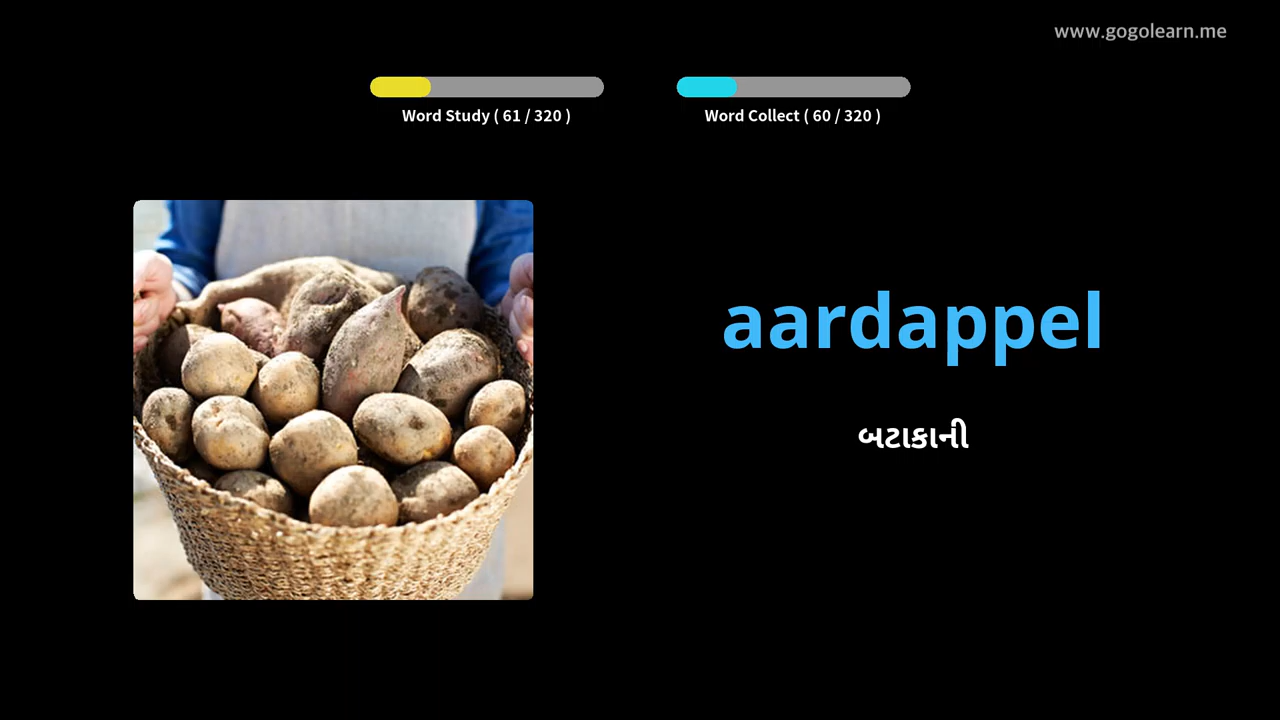 www.gogolearn.me
Word Study ( 61 / 320 )
Word Collect ( 60 / 320 )
aardappel
બટાકાની